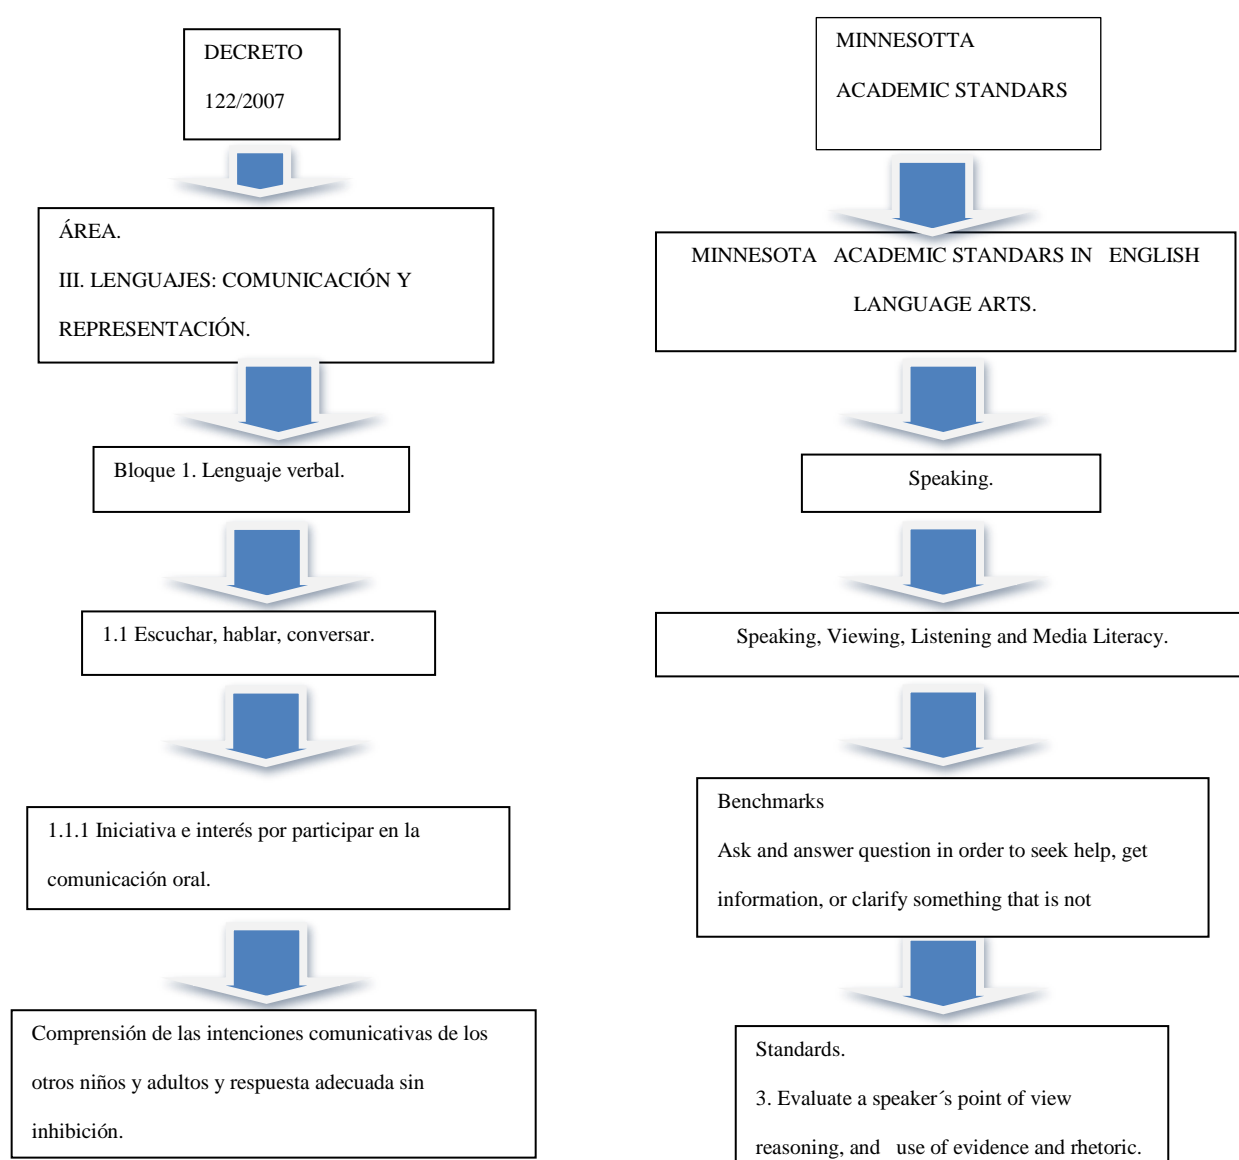 DECRETO
122/2007
ÁREA.
III. LENGUAJES: COMUNICACIÓN Y
REPRESENTACIÓN.
Bloque 1. Lenguaje verbal.
1.1 Escuchar, hablar, conversar.
1.1.1 Iniciativa e interés por participar en la
comunicación oral.
Comprensión de las intenciones comunicativas de los
otros niños y adultos y respuesta adecuada sin
inhibición.
MINNESOTTA
ACADEMIC STANDARS
MINNESOTA ACADEMIC STANDARS IN ENGLISH
LANGUAGE ARTS.
Speaking.
Speaking, Viewing, Listening and Media Literacy.
Benchmarks
Ask and answer question in order to seek help, get
information, or clarify something that is not
Standards.
3. Evaluate a speaker´s point of view
reasoning, and use of evidence and rhetoric.